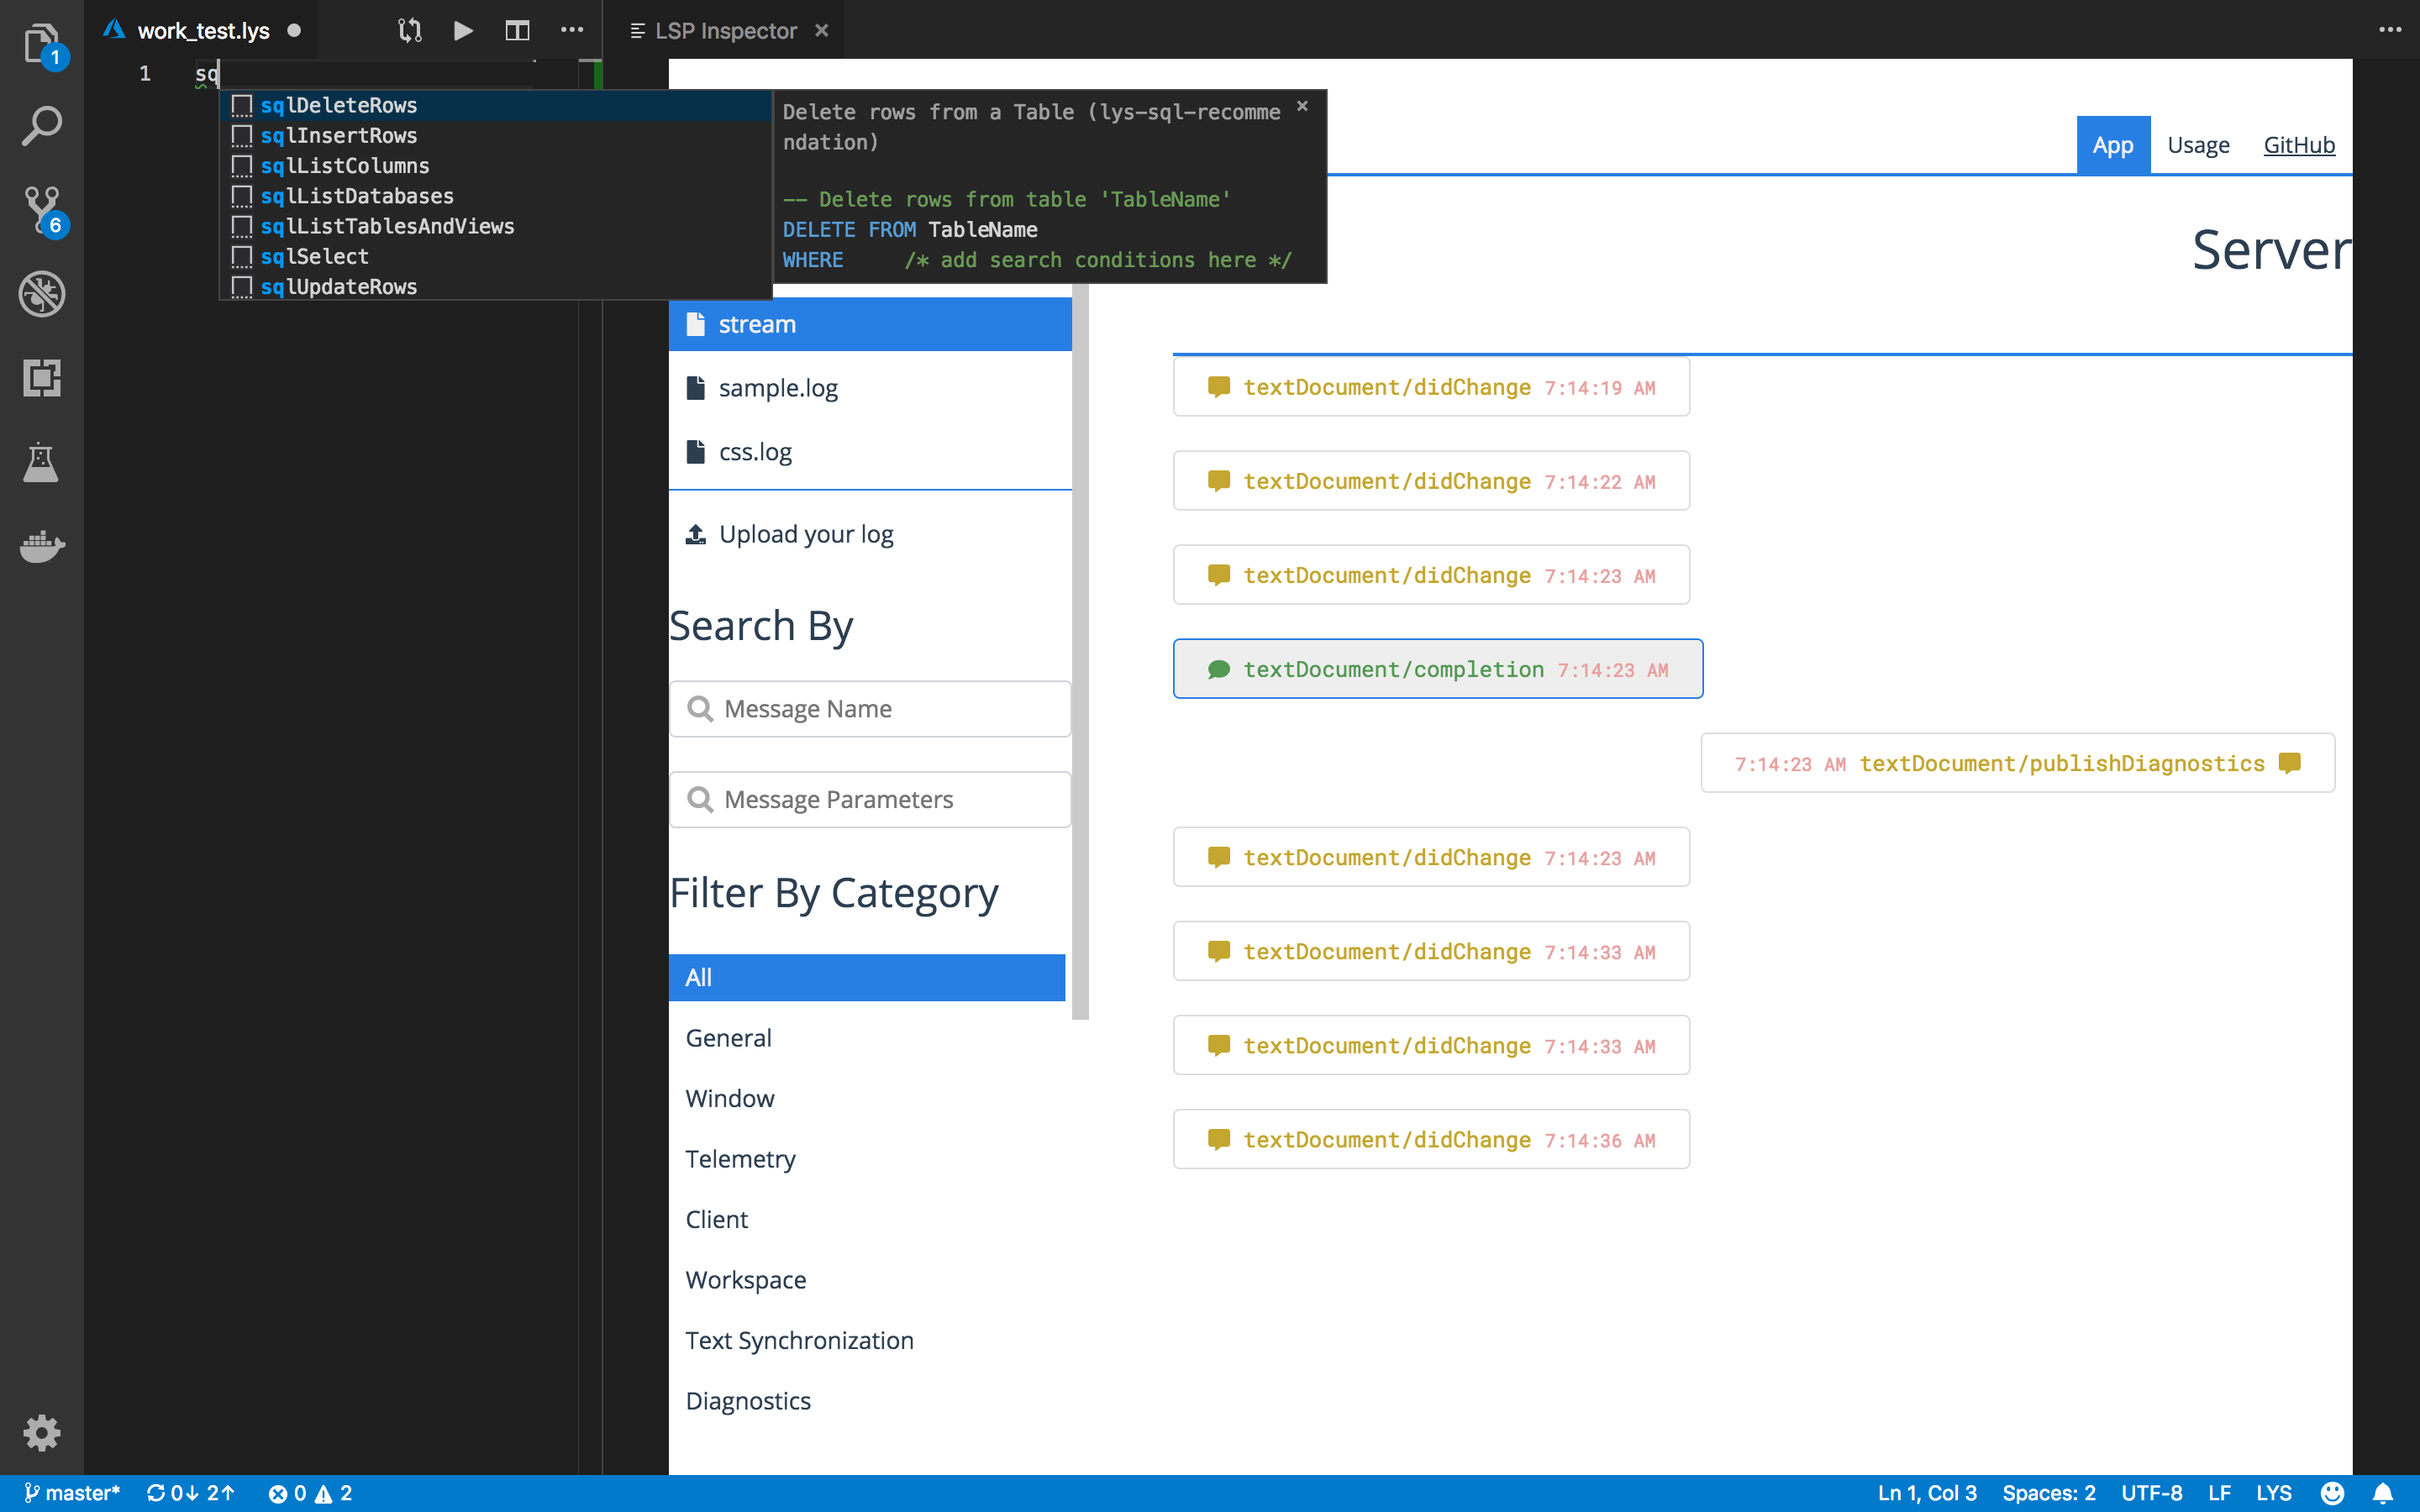 1
6
work_test.lys
LSP Inspector
1 sq
sqlDeleteRows
sqlInsertRows
sqlListColumns
sqlListDatabases
sqlListTablesAndViews
sqlSelect
sqlUpdateRows
Delete rows from a Table (lys-sql-recomme
ndation)
-- Delete rows from table 'TableName'
DELETE FROM TableName
WHERE /* add search conditions here */
App Usage GitHub
Server
stream
sample.log
css.log
Upload your log
Search By
Message Name
Message Parameters
Filter By Category
All
General
Window
Telemetry
Client
Workspace
Text Synchronization
Diagnostics
textDocument/didChange 7:14:19 AM
textDocument/didChange 7:14:22 AM
textDocument/didChange 7:14:23 AM
textDocument/completion 7:14:23 AM
7:14:23 AM textDocument/publishDiagnostics
textDocument/didChange 7:14:23 AM
textDocument/didChange 7:14:33 AM
textDocument/didChange 7:14:33 AM
textDocument/didChange 7:14:36 AM
master* 0↓ 2↑ 0 2 Ln 1, Col 3 Spaces: 2 UTF-8 LF LYS